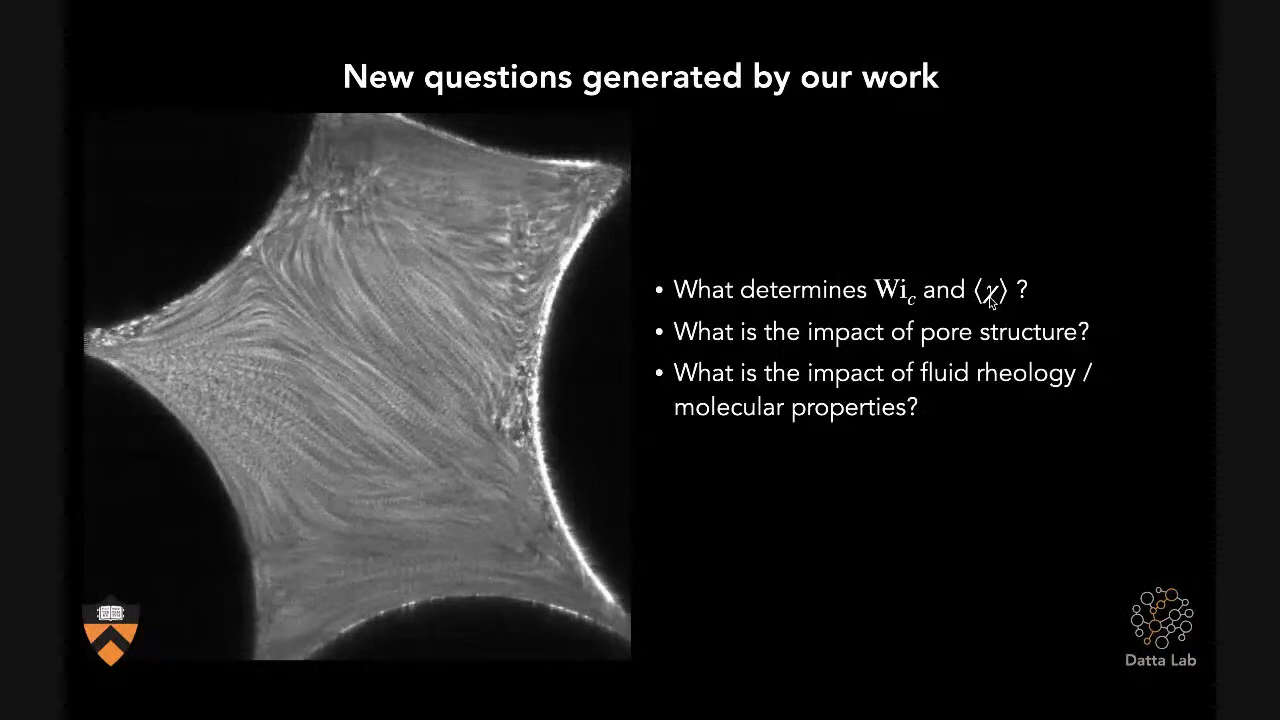 New questions generated by our work
• What determines Wi_c and ⟨χ⟩ ?
• What is the impact of pore structure?
• What is the impact of fluid rheology /
molecular properties?
Datta Lab